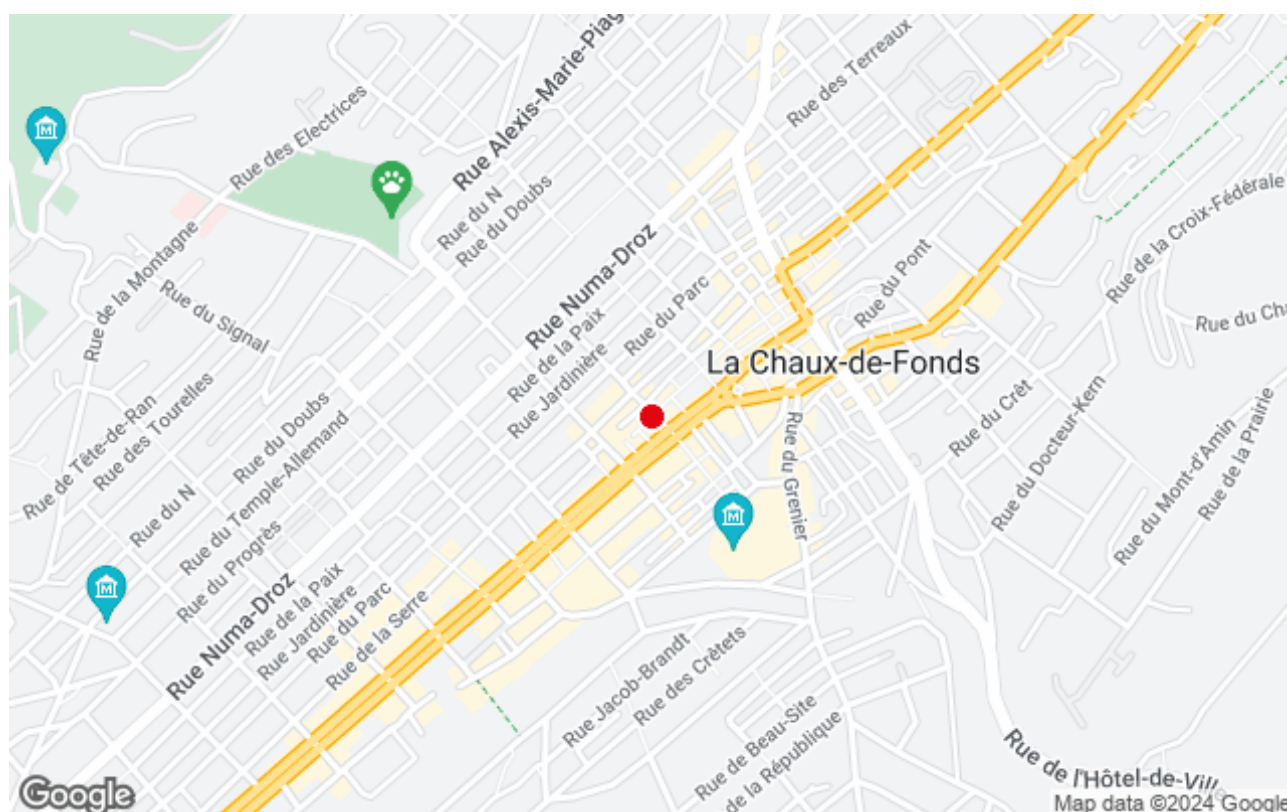 Rue Alexis-Marie-Piag
Rue des Terreaux
Rue des Electrices
Rue du N
Rue du Doubs
Rue de la Croix-Fédérale
Rue de la Montagne
Rue Numa-Droz
Rue du Parc
Rue du Pont
Rue du Signal
Rue de la Paix
Rue Jardinière
Rue du Cha
La Chaux-de-Fonds
Rue de Tête-de-Ran
Rue des Tourelles
Rue du Doubs
Rue du Temple-Allemand
Rue du Crêt
Rue du Docteur-Kern
Rue du Mont-d'Amin
Rue de la Prairie
Rue du Grenier
Rue du N
Rue du Progrès
M
M
M
Rue Numa-Droz
Rue de la Paix
Rue Jardinière
Rue du Parc
Rue de la Serre
Rue Jacob-Brandt
Rue des Crêtets
Rue de Beau-Site
de la République
Rue de l'Hôtel-de-Ville
Google
Map data ©2024 Google